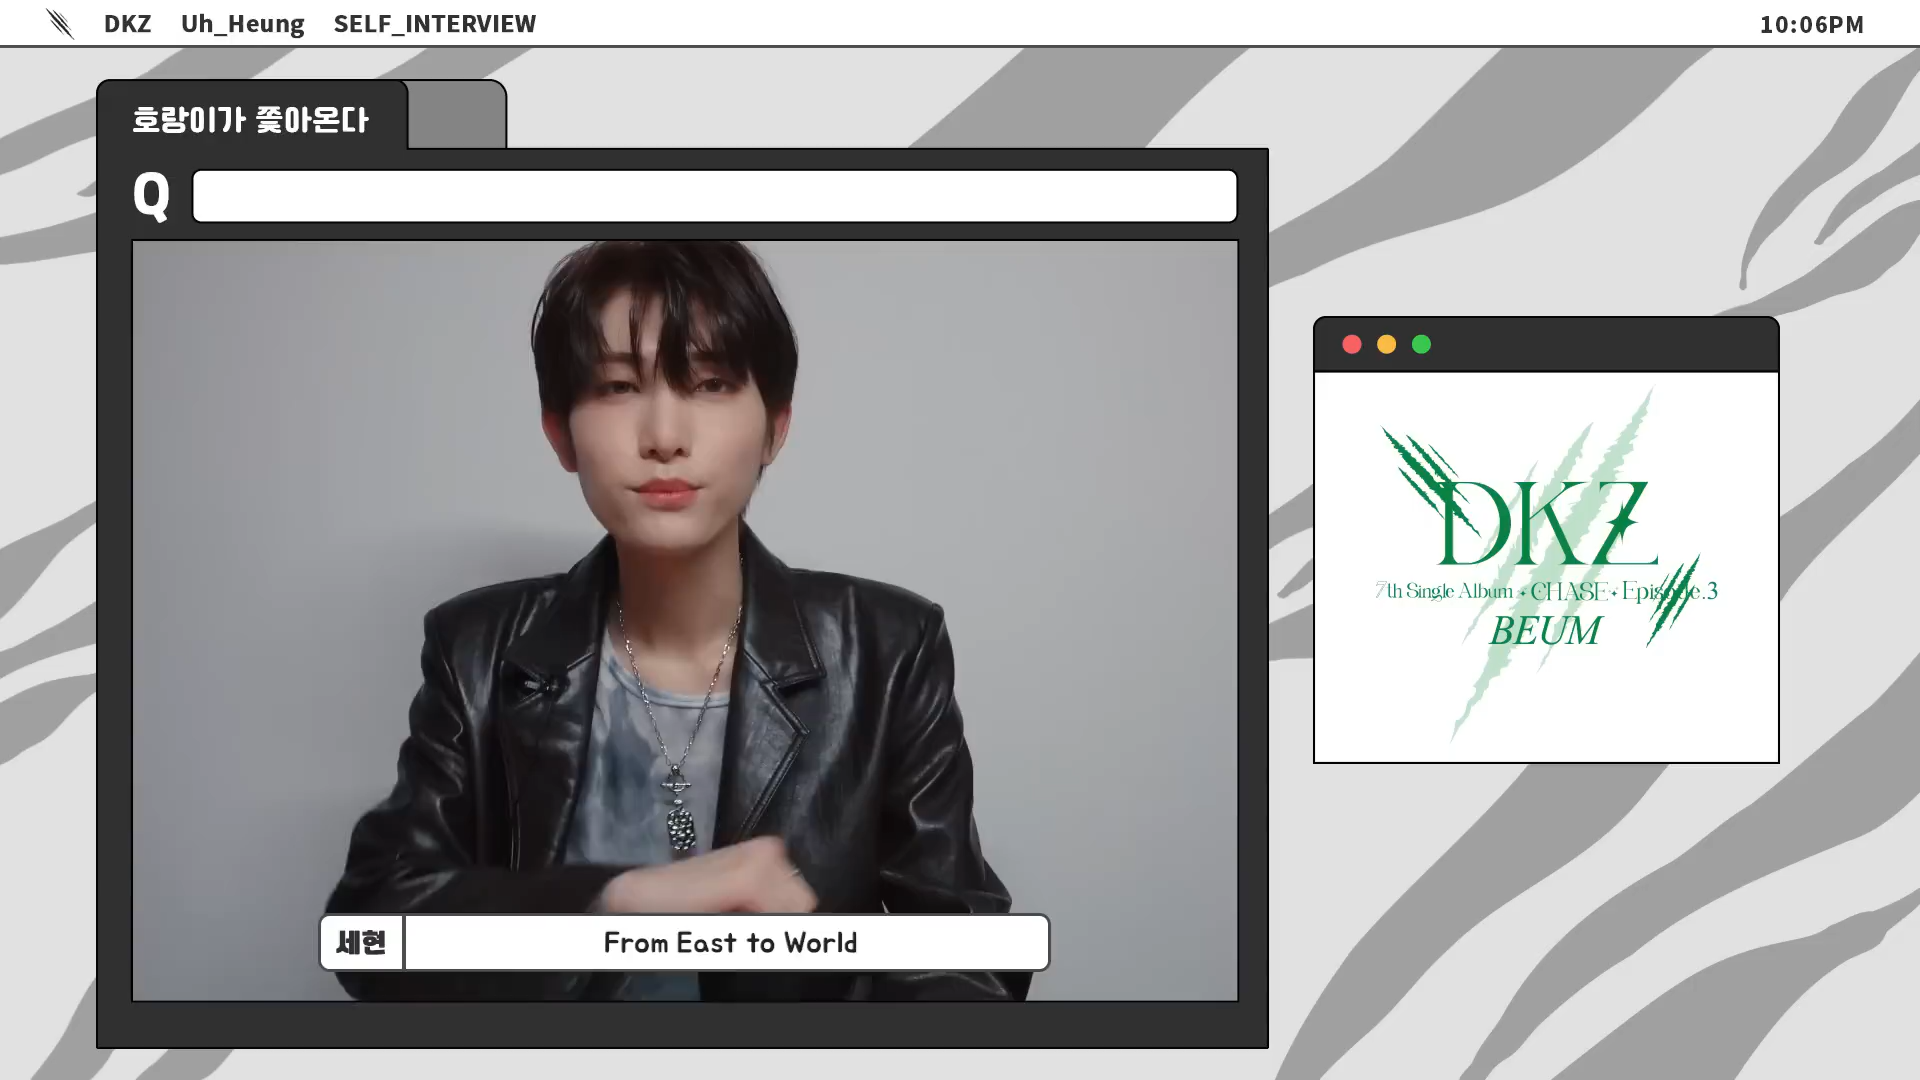 DKZ Uh_Heung SELF_INTERVIEW 10:06PM
호랑이가 쫓아온다
Q
DKZ
7th Single Album CHASE Episode.3
BEUM
세현 From East to World